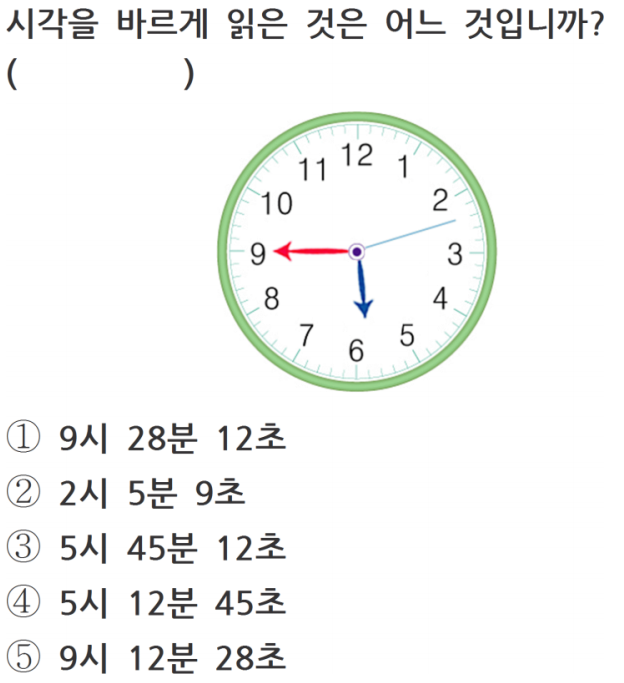 시각을 바르게 읽은 것은 어느 것입니까?
( )
12
11 1
10 2
9 3
8 4
7 5
6
① 9시 28분 12초
② 2시 5분 9초
③ 5시 45분 12초
④ 5시 12분 45초
⑤ 9시 12분 28초